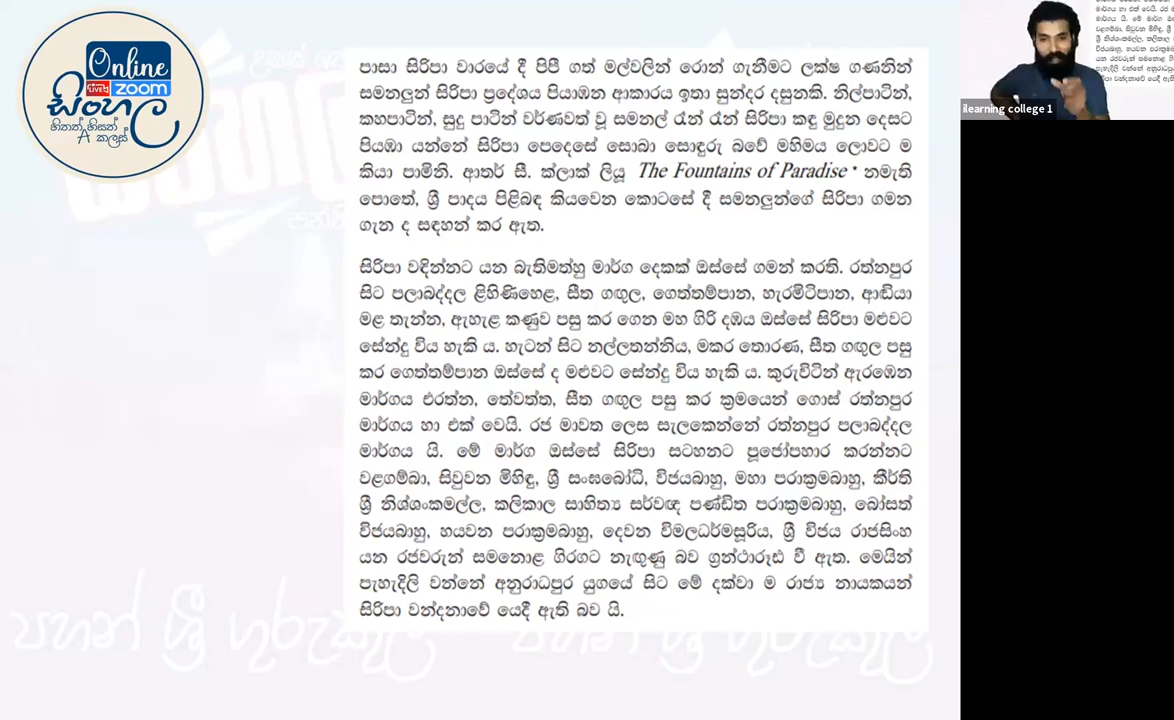 Online
LIVE by zoom
සිංහල
හිතත් හිසත්
A කලාස්
පාසා සිරිපා වාරයේ දී පිපී ගත් මල්වලින් රොන් ගැනීමට ලක්ෂ ගණනින්
සමනලුන් සිරිපා ප්‍රදේශය පියාඹන ආකාරය ඉතා සුන්දර දසුනකි. නිල්පාටින්,
කහපාටින්, සුදු පාටින් වර්ණවත් වූ සමනල් රෑන් රෑන් සිරිපා කඳු මුදුන දෙසට
පියඹා යන්නේ සිරිපා පෙදෙසේ සොබා සොඳුරු බවේ මහිමය ලොවට ම
කියා පාමිනි. ආතර් සී. ක්ලාක් ලියූ The Fountains of Paradise * නමැති
පොතේ, ශ්‍රී පාදය පිළිබඳ කියවෙන කොටසේ දී සමනලුන්ගේ සිරිපා ගමන
ගැන ද සඳහන් කර ඇත.
සිරිපා වඳින්නට යන බැතිමත්හු මාර්ග දෙකක් ඔස්සේ ගමන් කරති. රත්නපුර
සිට පලාබද්දල ළිහිණිහෙළ, සීත ගඟුල, ගෙත්තම්පාන, හැරමිටිපාන, ආඬියා
මළ තැන්න, ඇහැළ කණුව පසු කර ගෙන මහ ගිරි දඹය ඔස්සේ සිරිපා මළුවට
සේන්දු විය හැකි ය. හැටන් සිට නල්ලතන්නිය, මකර තොරණ, සීත ගඟුල පසු
කර ගෙත්තම්පාන ඔස්සේ ද මළුවට සේන්දු විය හැකි ය. කුරුවිටින් ඇරඹෙන
මාර්ගය එරත්න, තේවත්ත, සීත ගඟුල පසු කර ක්‍රමයෙන් ගොස් රත්නපුර
මාර්ගය හා එක් වෙයි. රජ මාවත ලෙස සැලකෙන්නේ රත්නපුර පලාබද්දල
මාර්ගය යි. මේ මාර්ග ඔස්සේ සිරිපා සටහනට පූජෝපහාර කරන්නට
වළගම්බා, සිවුවන මිහිඳු, ශ්‍රී සංඝබෝධි, විජයබාහු, මහා පරාක්‍රමබාහු, කීර්ති
ශ්‍රී නිශ්ශංකමල්ල, කලිකාල සාහිත්‍ය සර්වඥ පණ්ඩිත පරාක්‍රමබාහු, බෝසත්
විජයබාහු, හයවන පරාක්‍රමබාහු, දෙවන විමලධර්මසූරිය, ශ්‍රී විජය රාජසිංහ
යන රජවරුන් සමනොළ ගිරගට නැඟුණු බව ග්‍රන්ථාරූඪ වී ඇත. මෙයින්
පැහැදිලි වන්නේ අනුරාධපුර යුගයේ සිට මේ දක්වා ම රාජ්‍ය නායකයන්
සිරිපා වන්දනාවේ යෙදී ඇති බව යි.
පහන් ශ්‍රී ගුරුකුල
පහන් ශ්‍රී ගුරුකුල
ilearning college 1